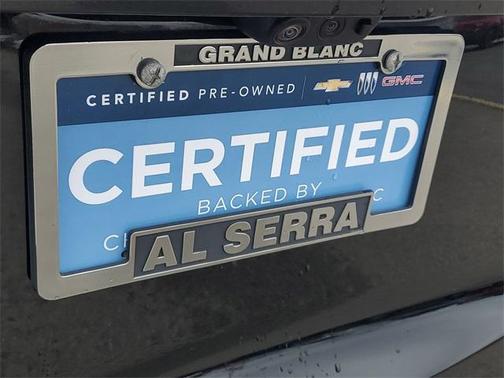 GRAND BLANC
CERTIFIED PRE-OWNED | GMC
CERTIFIED
BACKED BY
AL SERRA